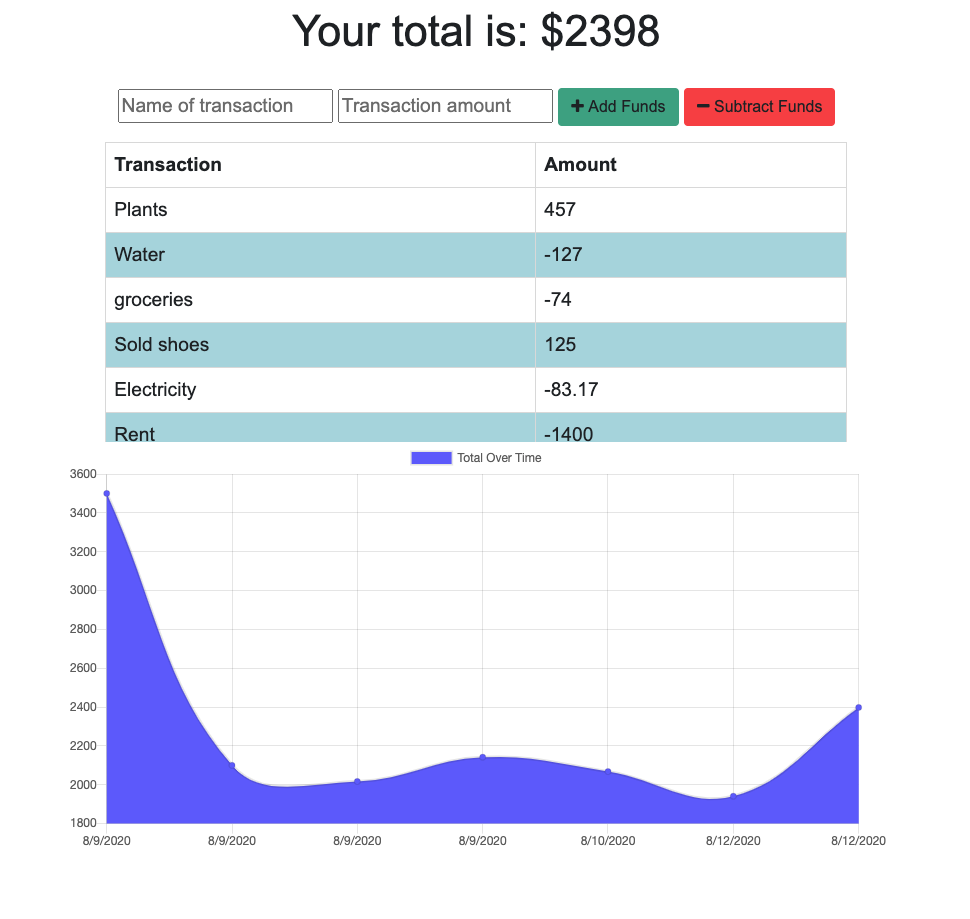 Your total is: $2398
Name of transaction Transaction amount Add Funds Subtract Funds
Transaction Amount
Plants 457
Water -127
groceries -74
Sold shoes 125
Electricity -83.17
Rent -1400
Total Over Time
3600
3400
3200
3000
2800
2600
2400
2200
2000
1800
8/9/2020 8/9/2020 8/9/2020 8/9/2020 8/10/2020 8/12/2020 8/12/2020